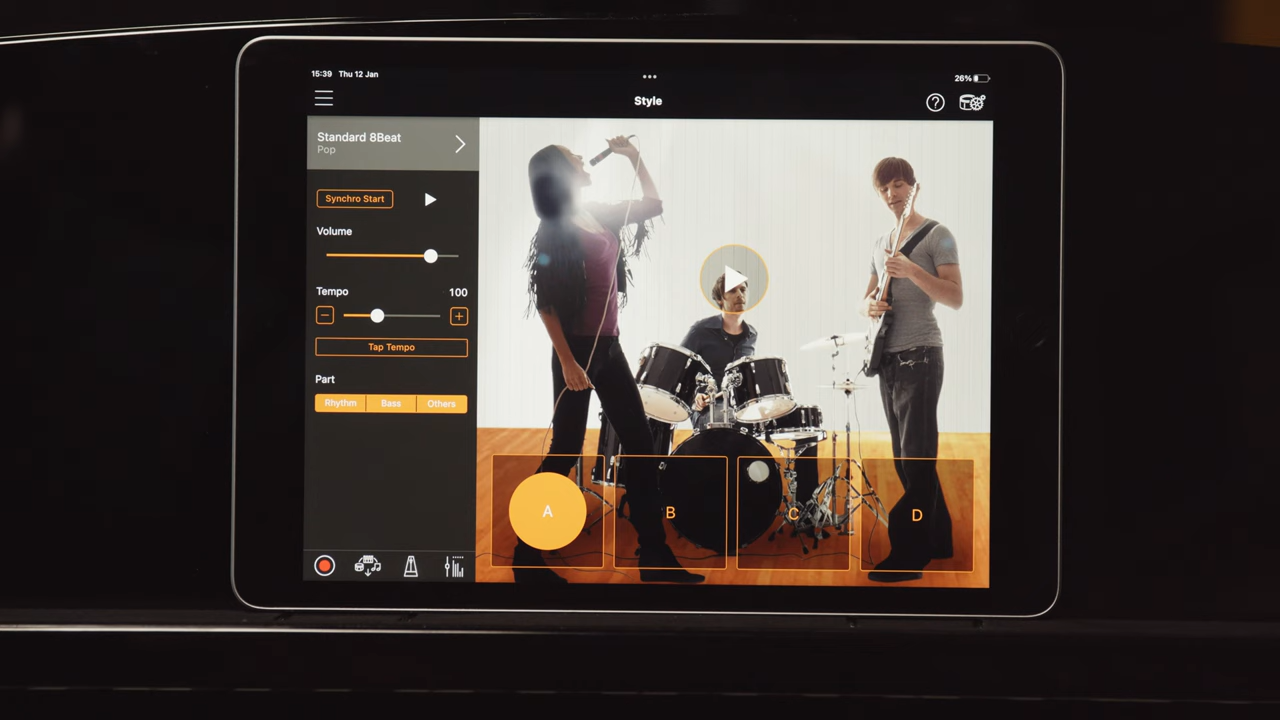 15:39 Thu 12 Jan
26%
Style
?
Standard 8Beat
Pop
Synchro Start
Volume
Tempo 100
− +
Tap Tempo
Part
Rhythm Bass Others
A B C D